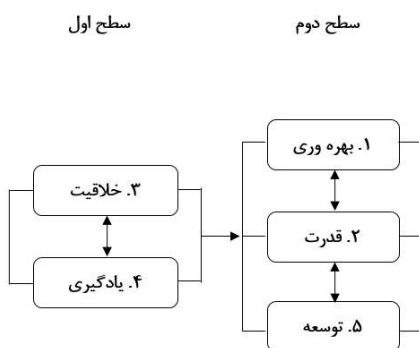 سطح اول
سطح دوم
۱. بهره وری
۳. خلاقیت
۲. قدرت
۴. یادگیری
۵. توسعه